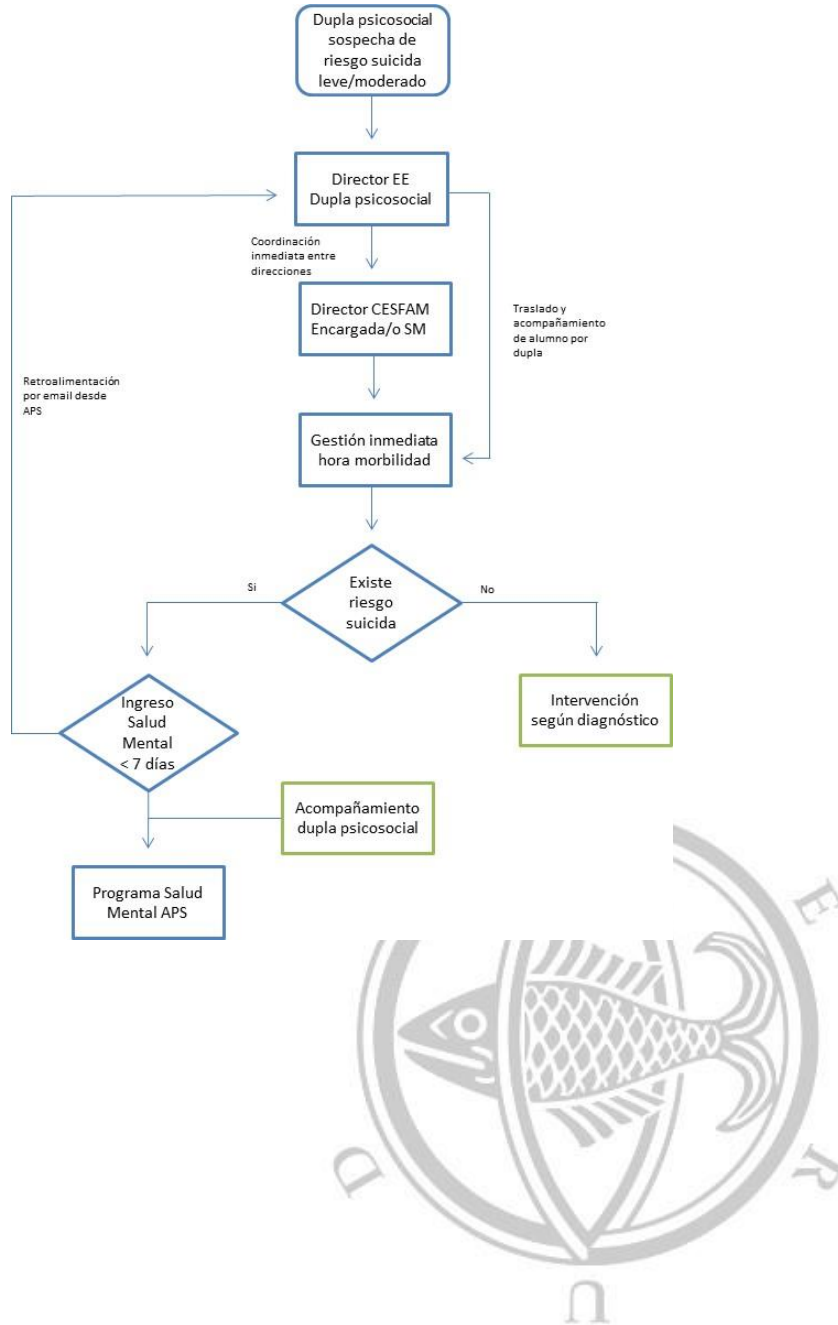 Dupla psicosocial
sospecha de
riesgo suicida
leve/moderado
Director EE
Dupla psicosocial
Coordinación
inmediata entre
direcciones
Director CESFAM
Encargada/o SM
Traslado y
acompañamiento
de alumno por
dupla
Retroalimentación
por email desde
APS
Gestión inmediata
hora morbilidad
Existe
riesgo
suicida
Si
No
Ingreso
Salud
Mental
< 7 días
Intervención
según diagnóstico
Acompañamiento
dupla psicosocial
Programa Salud
Mental APS
E
R
U
D